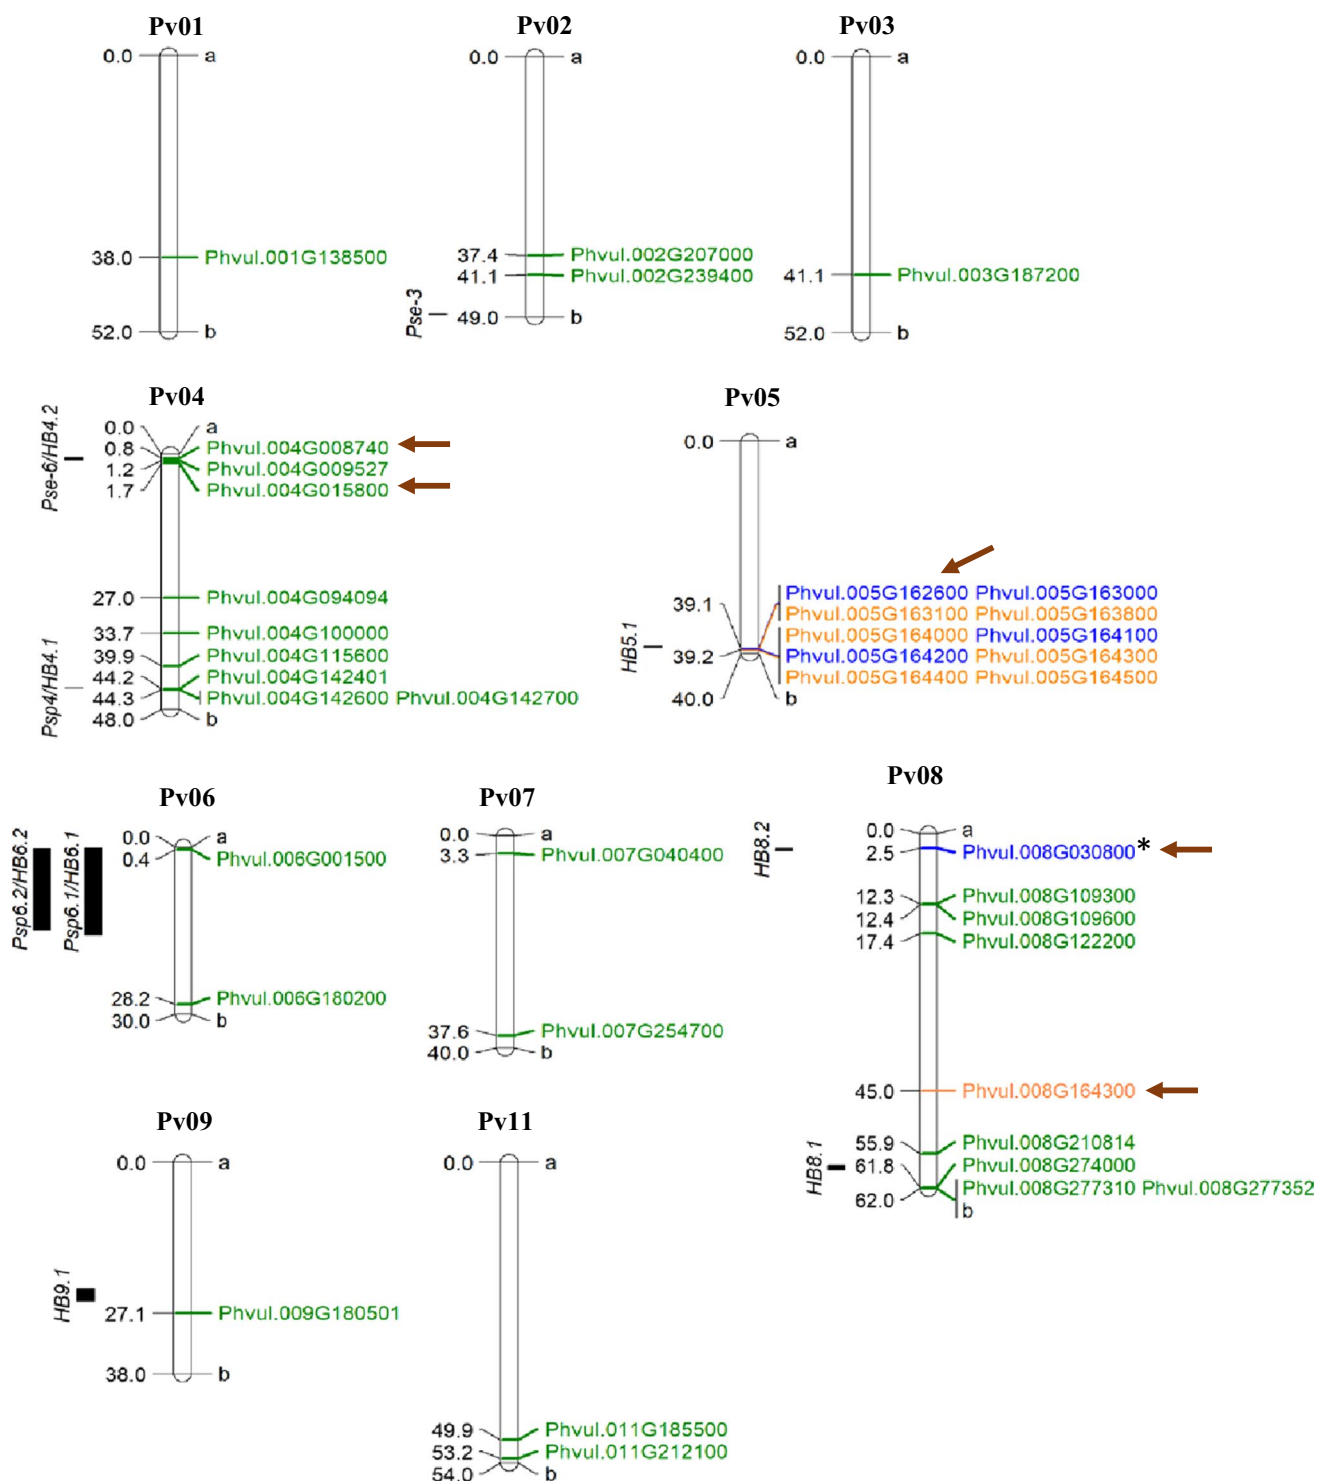 Pv01
0.0 a
38.0 Phvul.001G138500
52.0 b
Pv02
0.0 a
37.4 Phvul.002G207000
41.1 Phvul.002G239400
Pse-3
49.0 b
Pv03
0.0 a
41.1 Phvul.003G187200
52.0 b
Pv04
Pse-6/HB4.2
0.0 a
0.8 Phvul.004G008740
1.2 Phvul.004G009527
1.7 Phvul.004G015800
27.0 Phvul.004G094094
33.7 Phvul.004G100000
39.9 Phvul.004G115600
Psp4/HB4.1
44.2 Phvul.004G142401
44.3 Phvul.004G142600 Phvul.004G142700
48.0 b
Pv05
0.0 a
HB5.1
39.1 Phvul.005G162600 Phvul.005G163000
Phvul.005G163100 Phvul.005G163800
Phvul.005G164000 Phvul.005G164100
39.2 Phvul.005G164200 Phvul.005G164300
Phvul.005G164400 Phvul.005G164500
40.0 b
Pv06
Psp6.2/HB6.2
Psp6.1/HB6.1
0.0 a
0.4 Phvul.006G001500
28.2 Phvul.006G180200
30.0 b
Pv07
0.0 a
3.3 Phvul.007G040400
37.6 Phvul.007G254700
40.0 b
Pv08
HB8.2
0.0 a
2.5 Phvul.008G030800*
12.3 Phvul.008G109300
12.4 Phvul.008G109600
17.4 Phvul.008G122200
45.0 Phvul.008G164300
HB8.1
55.9 Phvul.008G210814
61.8 Phvul.008G274000
62.0 Phvul.008G277310 Phvul.008G277352
b
Pv09
0.0 a
HB9.1
27.1 Phvul.009G180501
38.0 b
Pv11
0.0 a
49.9 Phvul.011G185500
53.2 Phvul.011G212100
54.0 b